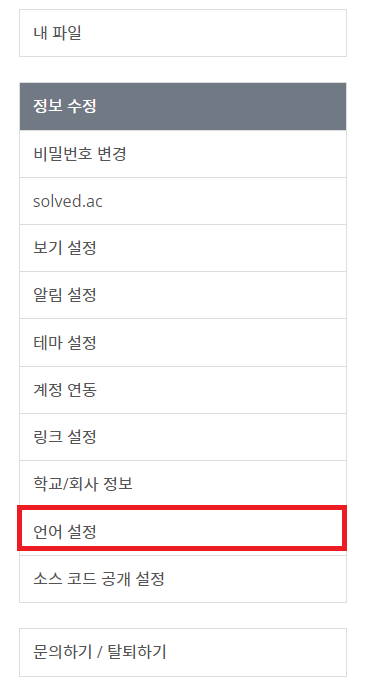 내 파일
정보 수정
비밀번호 변경
solved.ac
보기 설정
알림 설정
테마 설정
계정 연동
링크 설정
학교/회사 정보
언어 설정
소스 코드 공개 설정
문의하기 / 탈퇴하기